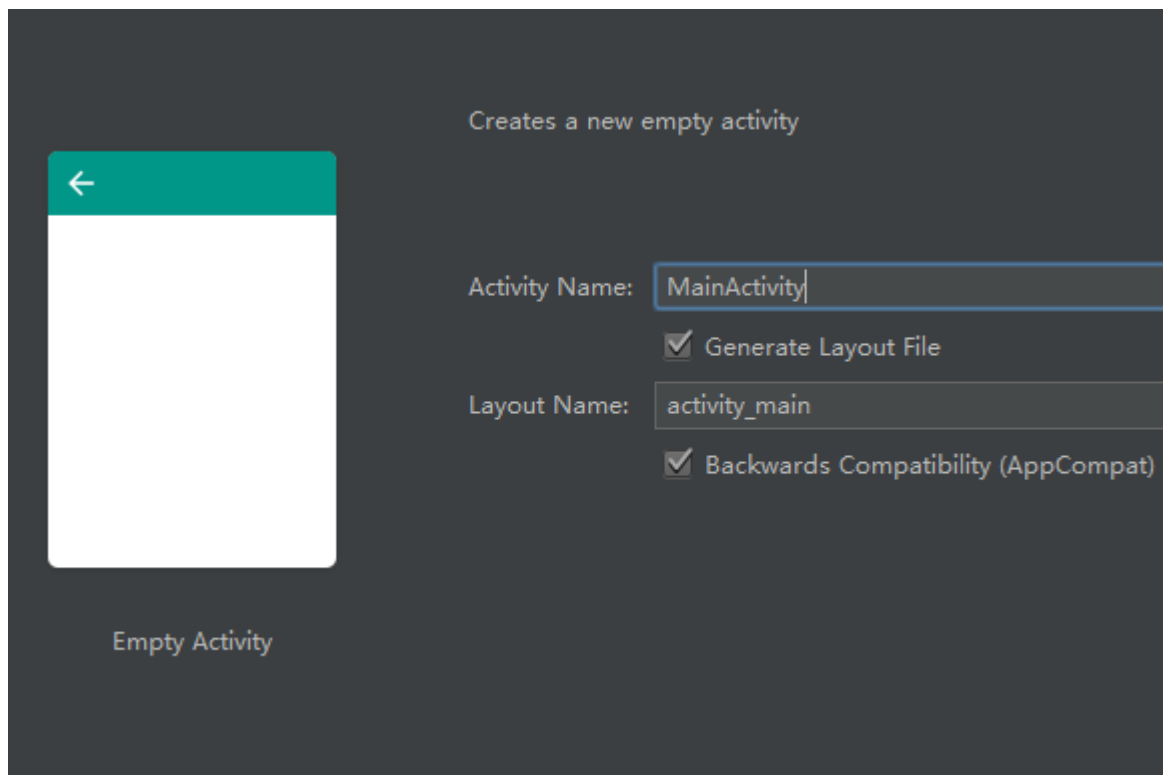 Creates a new empty activity
Activity Name: MainActivity
Generate Layout File
Layout Name: activity_main
Backwards Compatibility (AppCompat)
Empty Activity